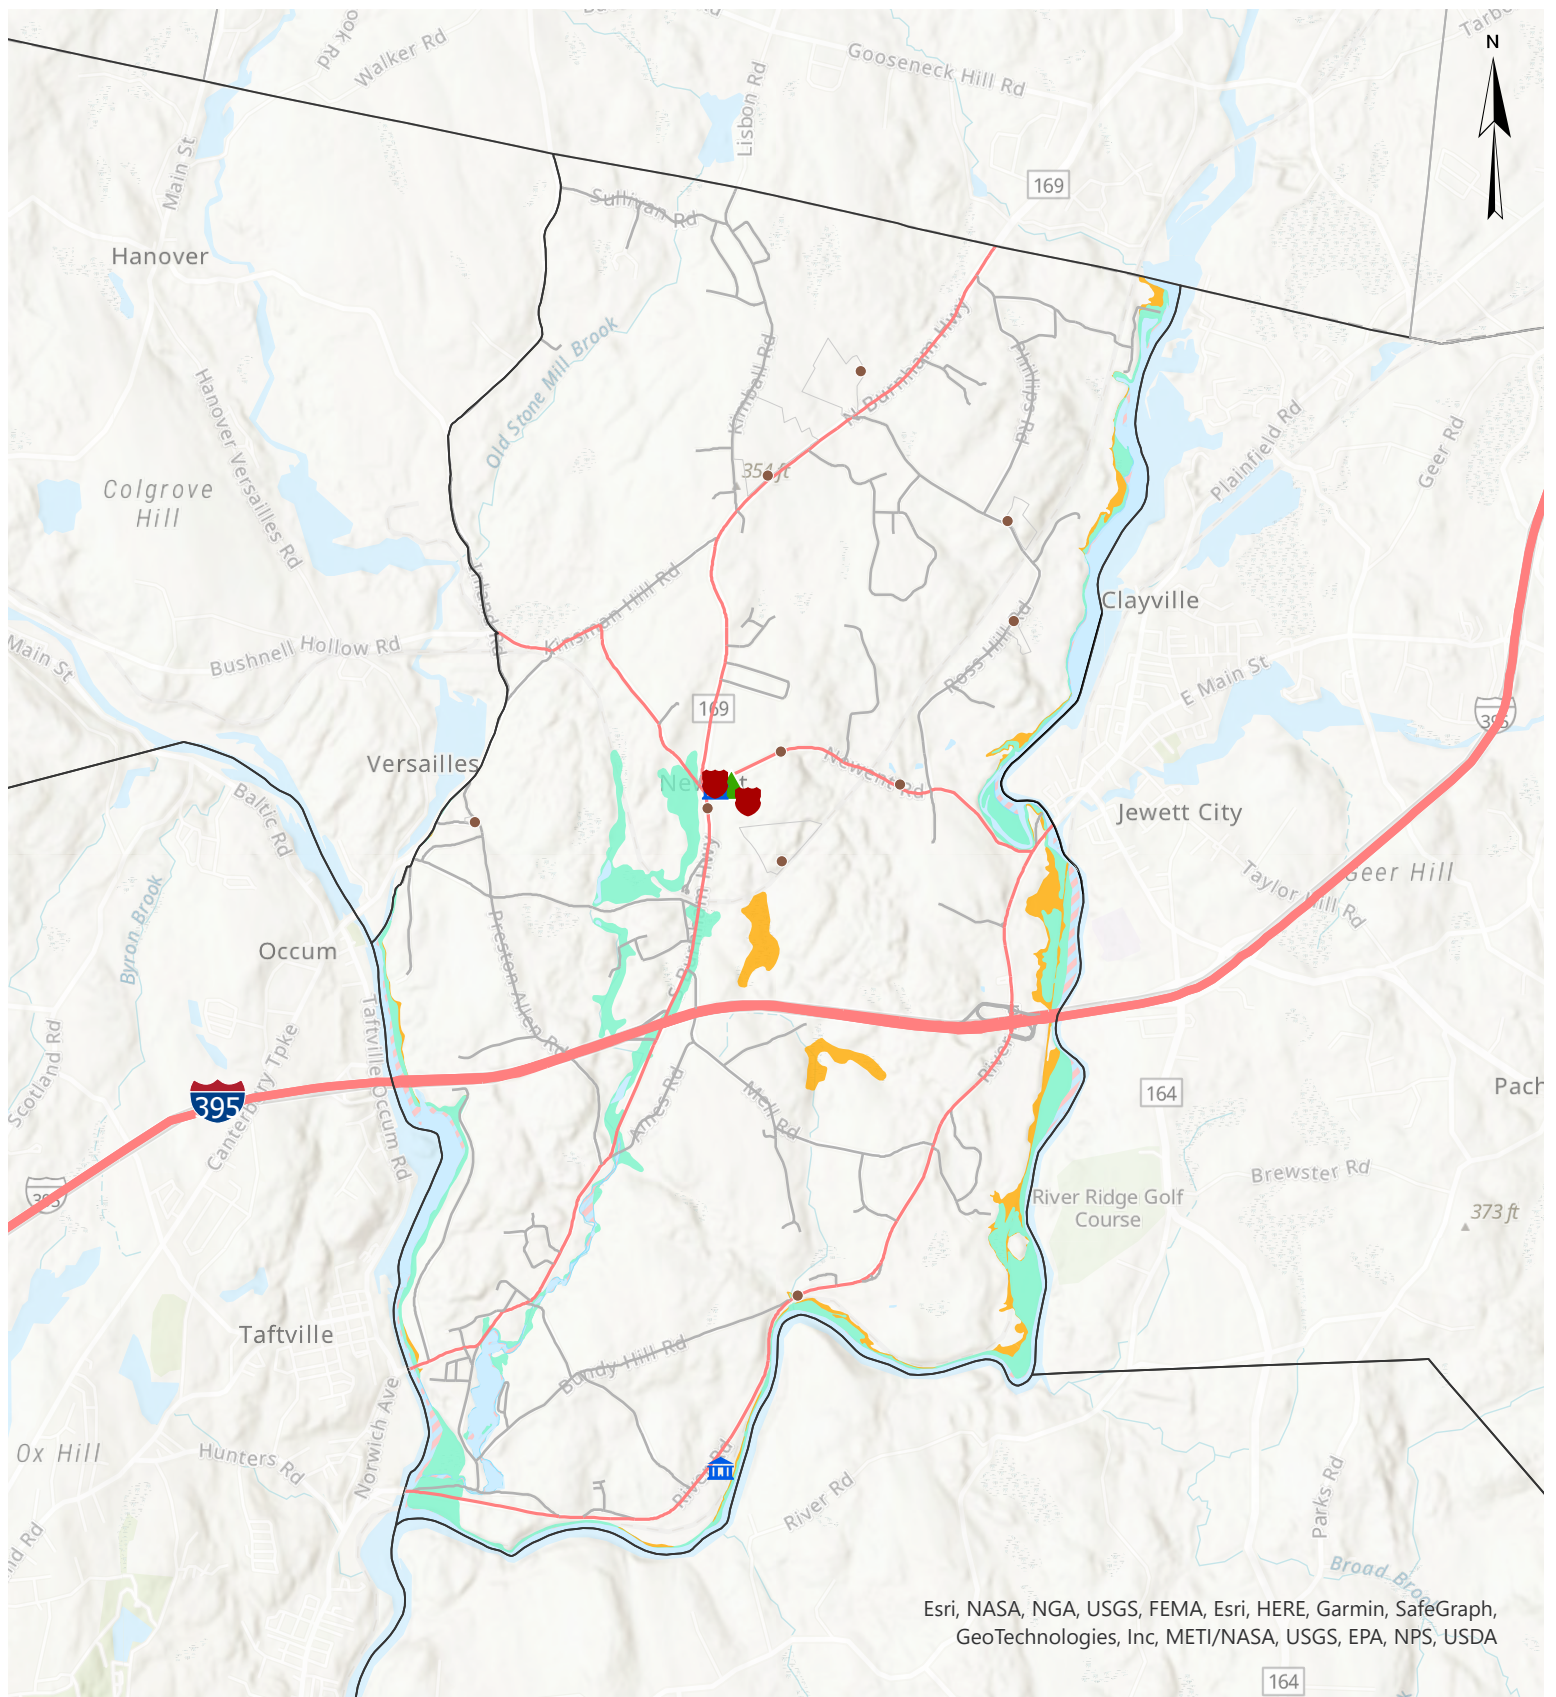 Walker Rd
Gooseneck Hill Rd
N
Lisbon Rd
Main St
169
Sullivan Rd
Hanover
N Burnham Hwy
Old Stone Mill Brook
Kimball Rd
Phillips Rd
Hanover Versailles Rd
Plainfield Rd
Geer Rd
354 ft
Colgrove
Hill
Clayville
Kinsman Hill Rd
Ross Hill Rd
Main St
Bushnell Hollow Rd
E Main St
169
395
Versailles
Newent Rd
Baltic Rd
Jewett City
Geer Hill
Taylor Hill Rd
Byron Brook
Occum
Preston Allen Rd
S Burnham Hwy
Taftville Occum Rd
Scotland Rd
Canterbury Tpke
395
River
164
Pach
Ames Rd
Mell Rd
395
Brewster Rd
River Ridge Golf
Course
373 ft
Taftville
Bundy Hill Rd
Norwich Ave
Ox Hill
Hunters Rd
River Rd
River Rd
Parks Rd
nd Rd
Broad Brook
Esri, NASA, NGA, USGS, FEMA, Esri, HERE, Garmin, SafeGraph,
GeoTechnologies, Inc, METI/NASA, USGS, EPA, NPS, USDA
164